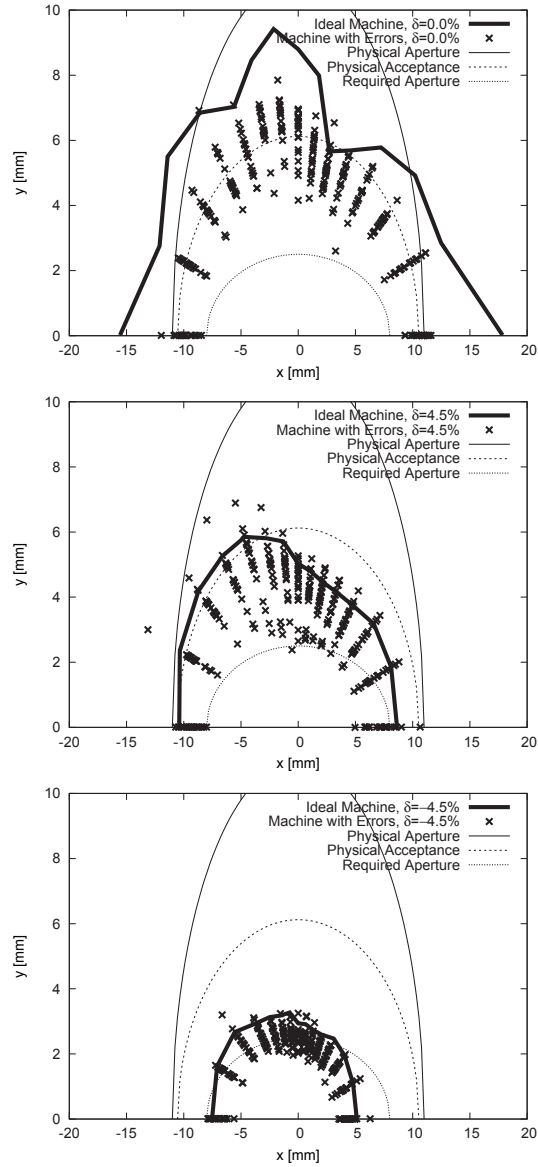 10
8
6
4
2
0
y [mm]
-20 -15 -10 -5 0 5 10 15 20
x [mm]
Ideal Machine, δ=0.0%
Machine with Errors, δ=0.0%
Physical Aperture
Physical Acceptance
Required Aperture
10
8
6
4
2
0
y [mm]
-20 -15 -10 -5 0 5 10 15 20
x [mm]
Ideal Machine, δ=4.5%
Machine with Errors, δ=4.5%
Physical Aperture
Physical Acceptance
Required Aperture
10
8
6
4
2
0
y [mm]
-20 -15 -10 -5 0 5 10 15 20
x [mm]
Ideal Machine, δ=−4.5%
Machine with Errors, δ=−4.5%
Physical Aperture
Physical Acceptance
Required Aperture